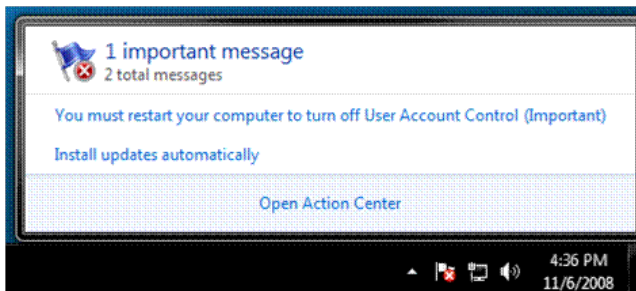 1 important message
2 total messages
You must restart your computer to turn off User Account Control (Important)
Install updates automatically
Open Action Center
4:36 PM
11/6/2008